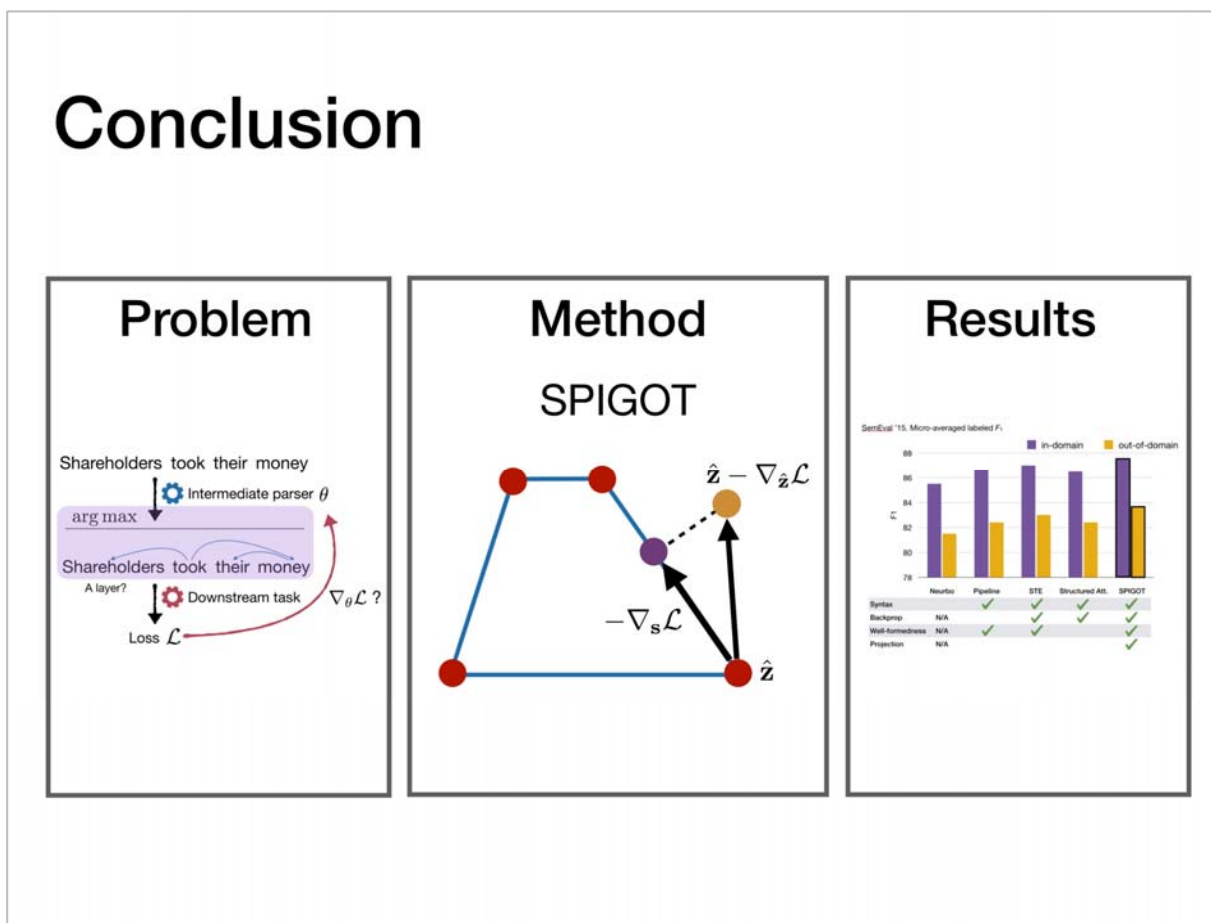 Conclusion
Problem
Shareholders took their money
Intermediate parser θ
arg max
Shareholders took their money
A layer?
Downstream task
∇θℒ ?
Loss ℒ
Method
SPIGOT
ẑ − ∇ẑℒ
−∇sℒ
ẑ
Results
SemEval '15. Micro-averaged labeled F₁
in-domain out-of-domain
88
86
84
82
80
78
F₁
Neurbo Pipeline STE Structured Att. SPIGOT
Syntax ✓ ✓ ✓ ✓
Backprop N/A ✓ ✓ ✓
Well-formedness N/A ✓ ✓ ✓
Projection N/A ✓